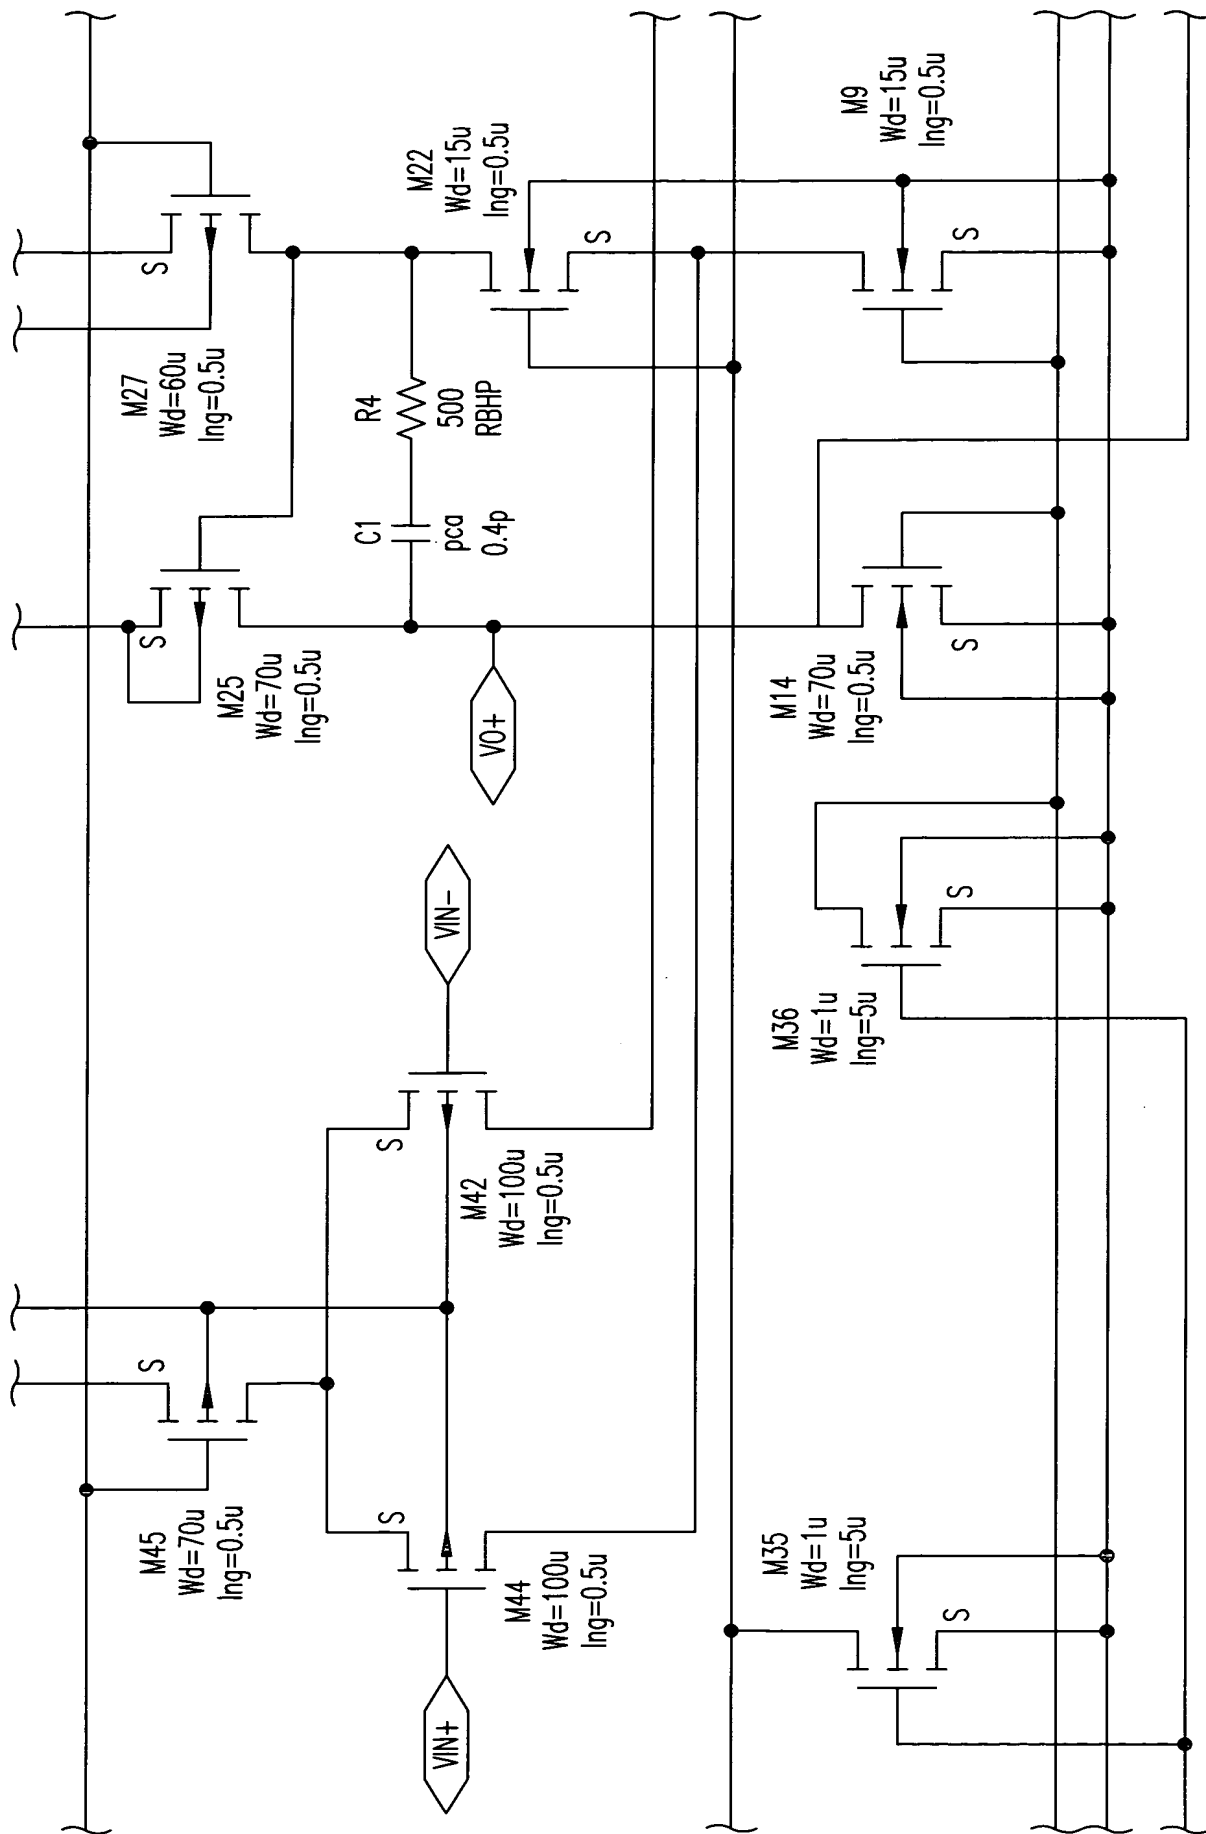 M45
Wd=70u
lng=0.5u
S
VIN+
M44
Wd=100u
lng=0.5u
S
M42
Wd=100u
lng=0.5u
S
VIN-
M35
Wd=1u
lng=5u
S
M36
Wd=1u
lng=5u
S
M25
Wd=70u
lng=0.5u
S
VO+
C1
pca
0.4p
R4
500
RBHP
M14
Wd=70u
lng=0.5u
S
M27
Wd=60u
lng=0.5u
S
M22
Wd=15u
lng=0.5u
S
M9
Wd=15u
lng=0.5u
S